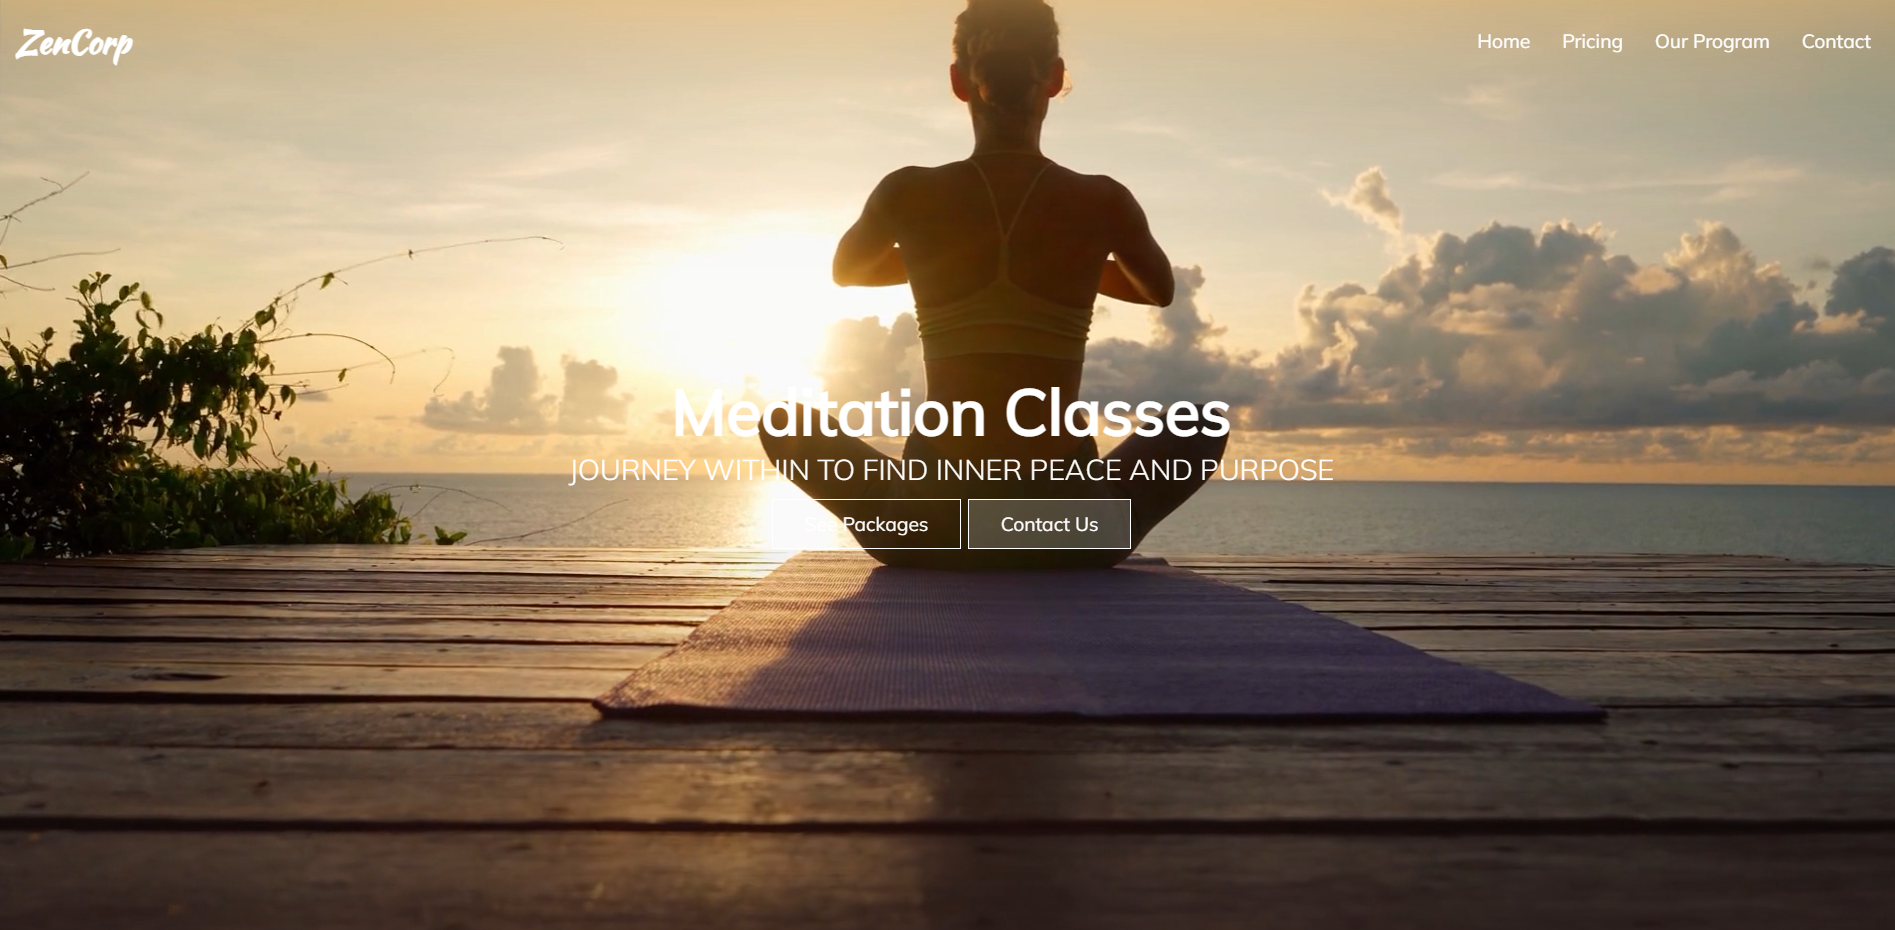 ZenCorp
Home Pricing Our Program Contact
Meditation Classes
JOURNEY WITHIN TO FIND INNER PEACE AND PURPOSE
See Packages Contact Us